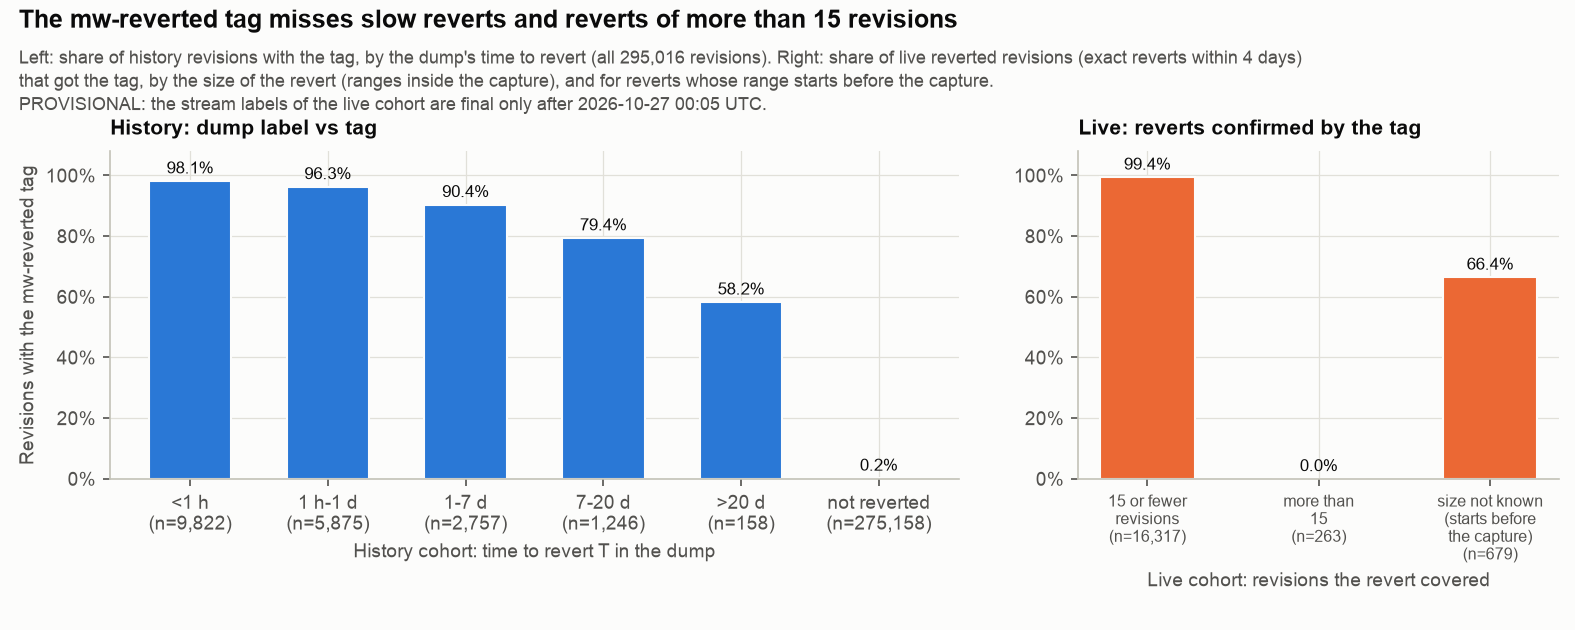 The mw-reverted tag misses slow reverts and reverts of more than 15 revisions
Left: share of history revisions with the tag, by the dump's time to revert (all 295,016 revisions). Right: share of live reverted revisions (exact reverts within 4 days)
that got the tag, by the size of the revert (ranges inside the capture), and for reverts whose range starts before the capture.
PROVISIONAL: the stream labels of the live cohort are final only after 2026-10-27 00:05 UTC.
History: dump label vs tag
Revisions with the mw-reverted tag
100%
80%
60%
40%
20%
0%
98.1%
96.3%
90.4%
79.4%
58.2%
0.2%
<1 h
(n=9,822)
1 h-1 d
(n=5,875)
1-7 d
(n=2,757)
7-20 d
(n=1,246)
>20 d
(n=158)
not reverted
(n=275,158)
History cohort: time to revert T in the dump
Live: reverts confirmed by the tag
100%
80%
60%
40%
20%
0%
99.4%
0.0%
66.4%
15 or fewer
revisions
(n=16,317)
more than
15
(n=263)
size not known
(starts before
the capture)
(n=679)
Live cohort: revisions the revert covered